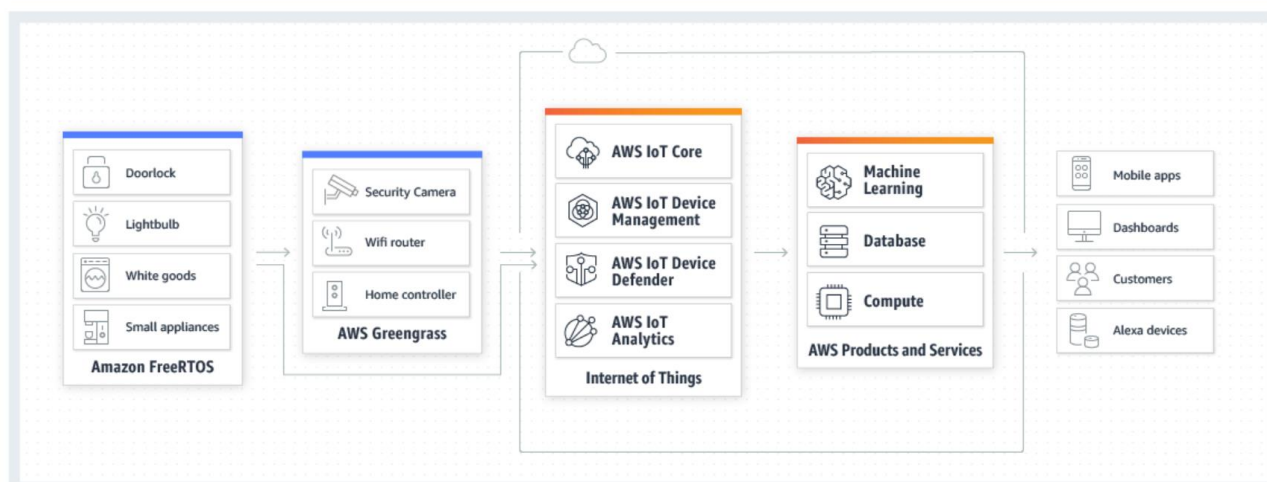 Doorlock
Lightbulb
White goods
Small appliances
Amazon FreeRTOS
Security Camera
Wifi router
Home controller
AWS Greengrass
AWS IoT Core
AWS IoT Device
Management
AWS IoT Device
Defender
AWS IoT
Analytics
Internet of Things
Machine
Learning
Database
Compute
AWS Products and Services
Mobile apps
Dashboards
Customers
Alexa devices